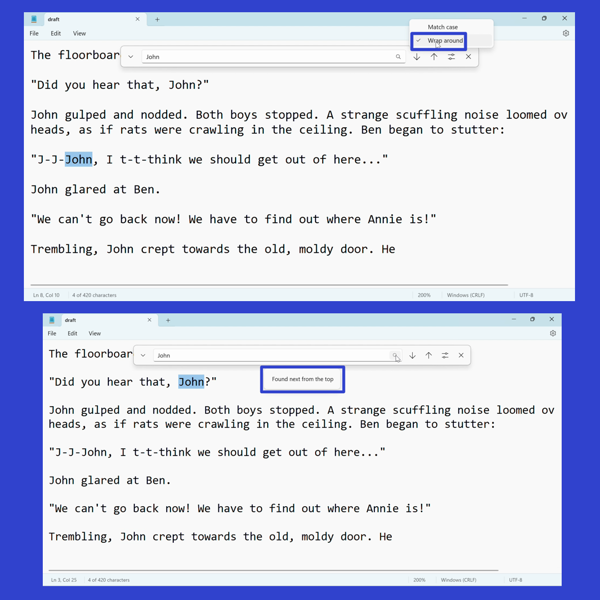 draft
Match case
File Edit View
Wrap around
The floorboar
John
"Did you hear that, John?"
John gulped and nodded. Both boys stopped. A strange scuffling noise loomed ov
heads, as if rats were crawling in the ceiling. Ben began to stutter:
"J-J-John, I t-t-think we should get out of here..."
John glared at Ben.
"We can't go back now! We have to find out where Annie is!"
Trembling, John crept towards the old, moldy door. He
Ln 8, Col 10 4 of 420 characters 200% Windows (CRLF) UTF-8
draft
File Edit View
The floorboar
John
"Did you hear that, John?"
Found next from the top
John gulped and nodded. Both boys stopped. A strange scuffling noise loomed ov
heads, as if rats were crawling in the ceiling. Ben began to stutter:
"J-J-John, I t-t-think we should get out of here..."
John glared at Ben.
"We can't go back now! We have to find out where Annie is!"
Trembling, John crept towards the old, moldy door. He
Ln 3, Col 25 4 of 420 characters 200% Windows (CRLF) UTF-8